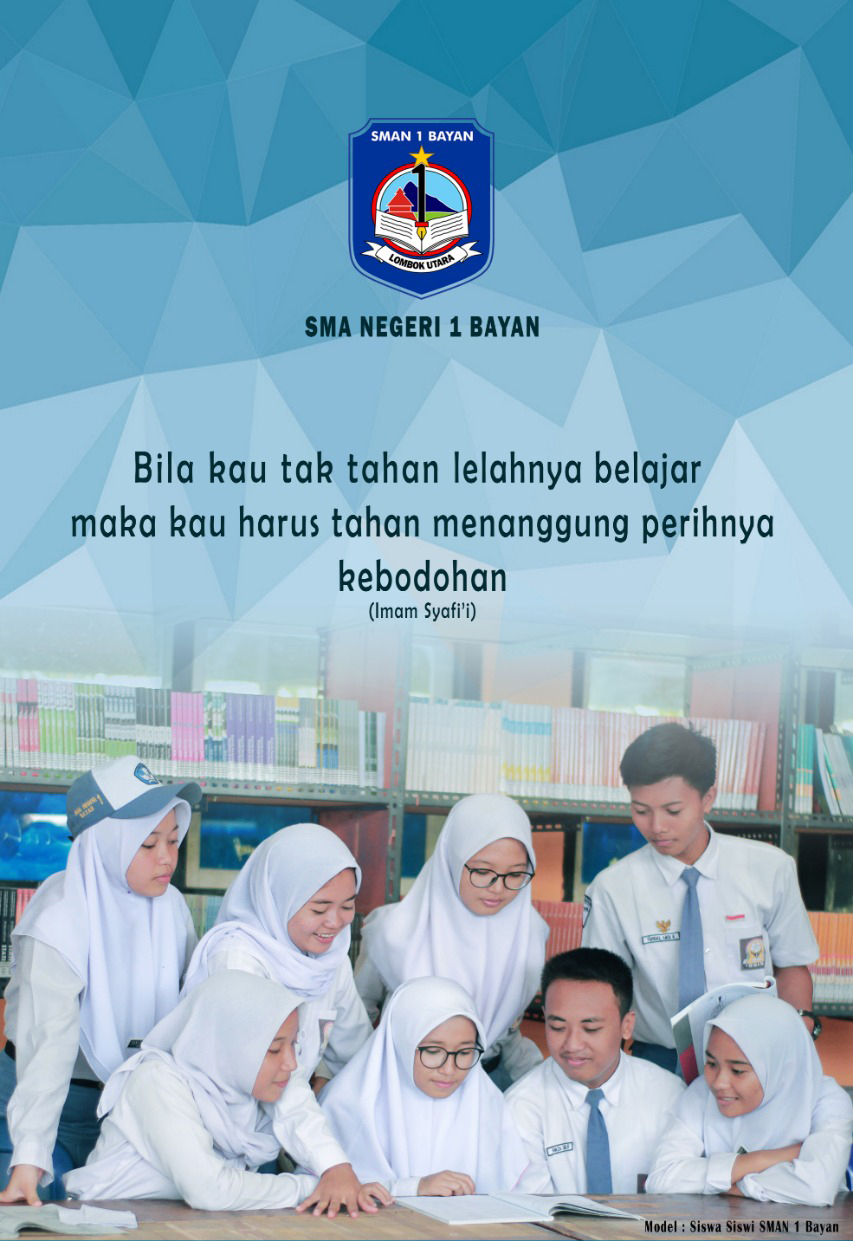 SMAN 1 BAYAN
1
LOMBOK UTARA
SMA NEGERI 1 BAYAN
Bila kau tak tahan lelahnya belajar
maka kau harus tahan menanggung perihnya
kebodohan
(Imam Syafi'i)
Model : Siswa Siswi SMAN 1 Bayan